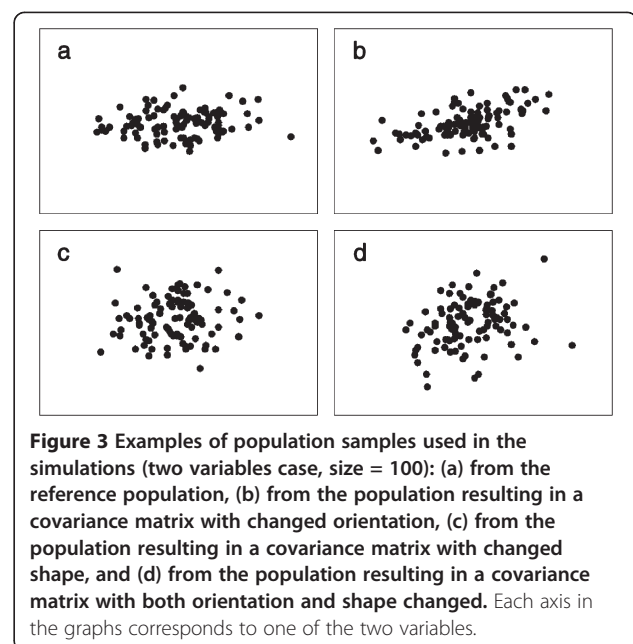 a
b
c
d
Figure 3 Examples of population samples used in the
simulations (two variables case, size = 100): (a) from the
reference population, (b) from the population resulting in a
covariance matrix with changed orientation, (c) from the
population resulting in a covariance matrix with changed
shape, and (d) from the population resulting in a covariance
matrix with both orientation and shape changed. Each axis in
the graphs corresponds to one of the two variables.